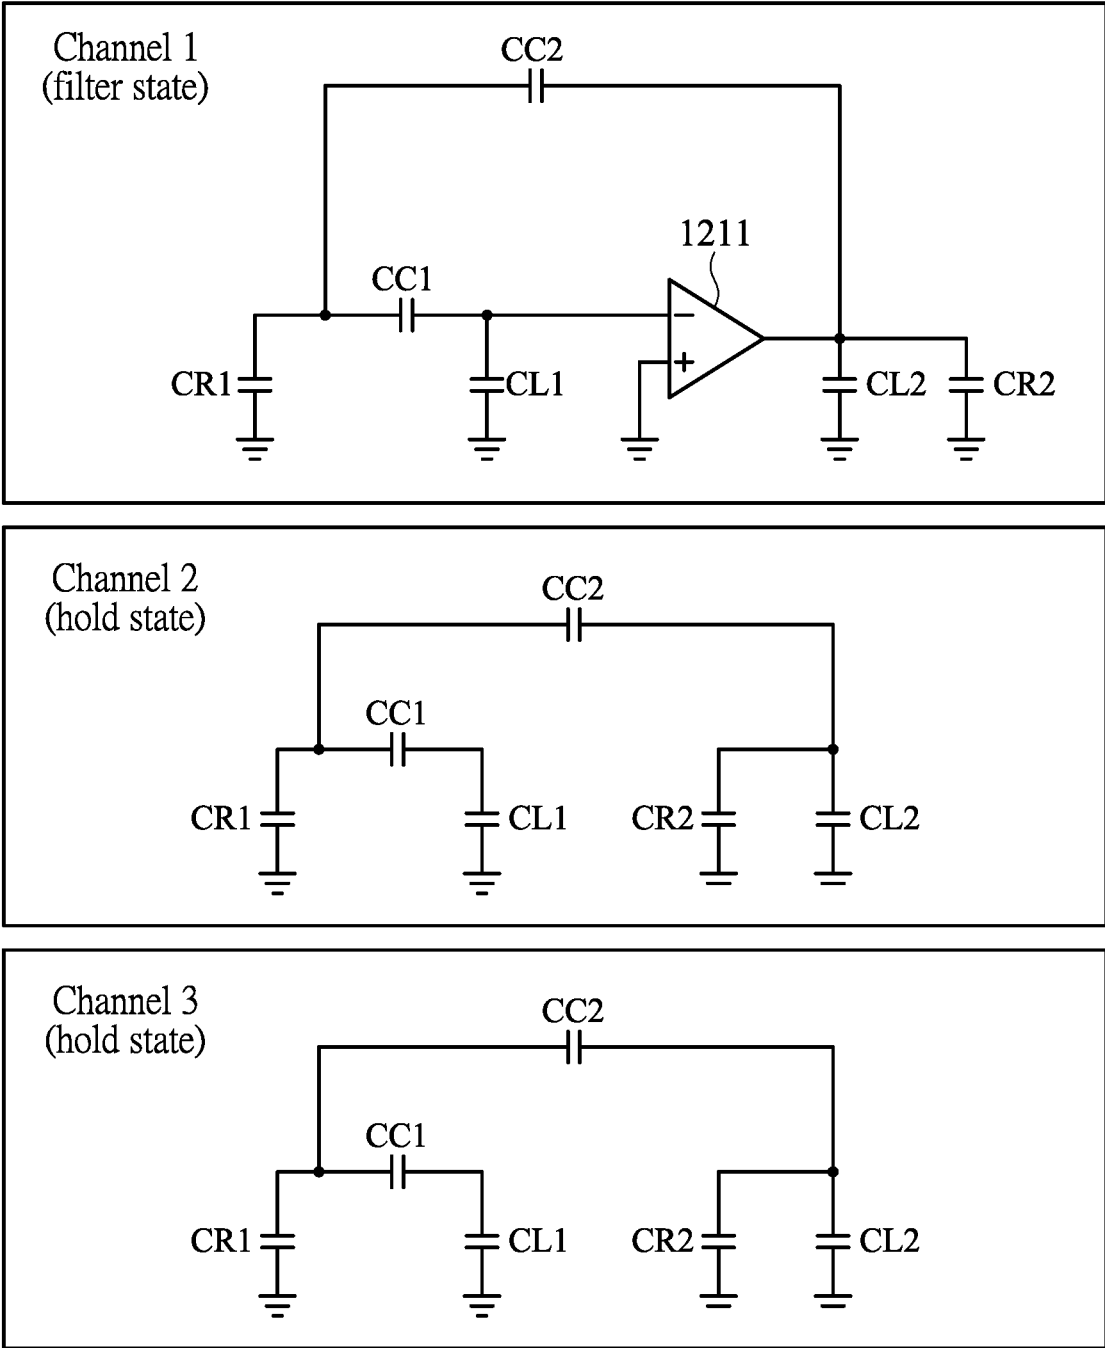 Channel 1
(filter state)
CC2
1211
CC1
−
+
CR1
CL1
CL2
CR2
Channel 2
(hold state)
CC2
CC1
CR1
CL1
CR2
CL2
Channel 3
(hold state)
CC2
CC1
CR1
CL1
CR2
CL2